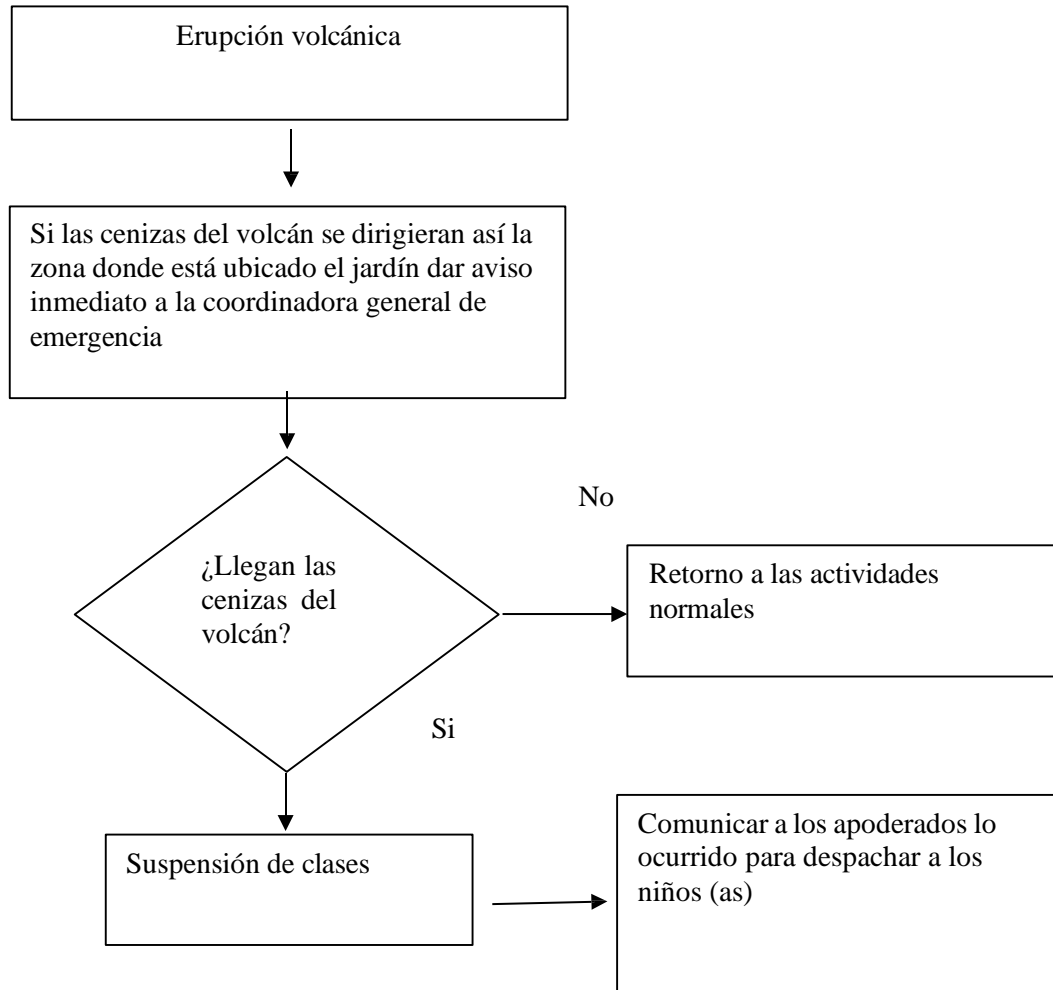 Erupción volcánica
Si las cenizas del volcán se dirigieran así la
zona donde está ubicado el jardín dar aviso
inmediato a la coordinadora general de
emergencia
¿Llegan las
cenizas del
volcán?
No
Retorno a las actividades
normales
Si
Suspensión de clases
Comunicar a los apoderados lo
ocurrido para despachar a los
niños (as)